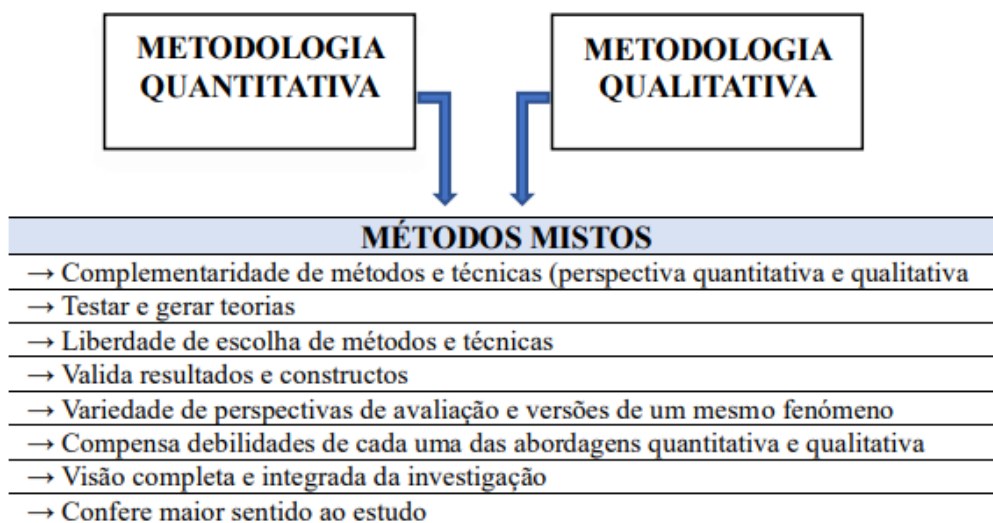 METODOLOGIA
QUANTITATIVA
METODOLOGIA
QUALITATIVA
MÉTODOS MISTOS
→ Complementaridade de métodos e técnicas (perspectiva quantitativa e qualitativa
→ Testar e gerar teorias
→ Liberdade de escolha de métodos e técnicas
→ Valida resultados e constructos
→ Variedade de perspectivas de avaliação e versões de um mesmo fenómeno
→ Compensa debilidades de cada uma das abordagens quantitativa e qualitativa
→ Visão completa e integrada da investigação
→ Confere maior sentido ao estudo